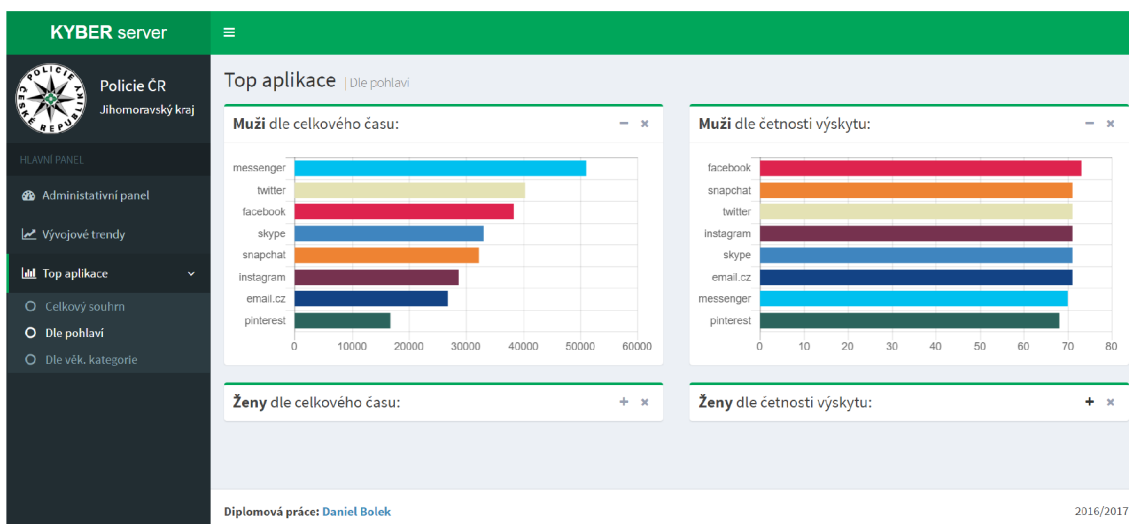 KYBER server
POLICIE ČESKÉ REPUBLIKY
Policie ČR
Jihomoravský kraj
HLAVNÍ PANEL
Administativní panel
Vývojové trendy
Top aplikace
Celkový souhrn
Dle pohlaví
Dle věk. kategorie
Top aplikace | Dle pohlaví
Muži dle celkového času:
messenger
twitter
facebook
skype
snapchat
instagram
email.cz
pinterest
0 10000 20000 30000 40000 50000 60000
Muži dle četnosti výskytu:
facebook
snapchat
twitter
instagram
skype
email.cz
messenger
pinterest
0 10 20 30 40 50 60 70 80
Ženy dle celkového času:
Ženy dle četnosti výskytu:
Diplomová práce: Daniel Bolek
2016/2017